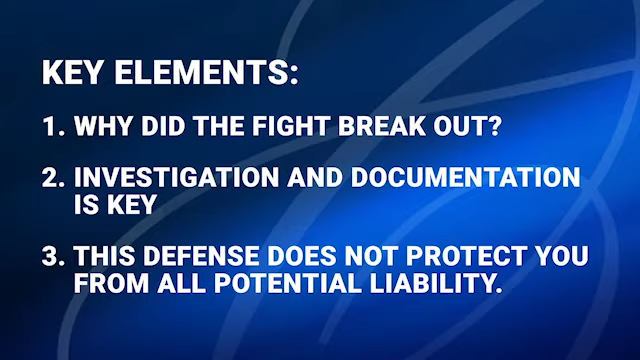 KEY ELEMENTS:
1. WHY DID THE FIGHT BREAK OUT?
2. INVESTIGATION AND DOCUMENTATION
IS KEY
3. THIS DEFENSE DOES NOT PROTECT YOU
FROM ALL POTENTIAL LIABILITY.